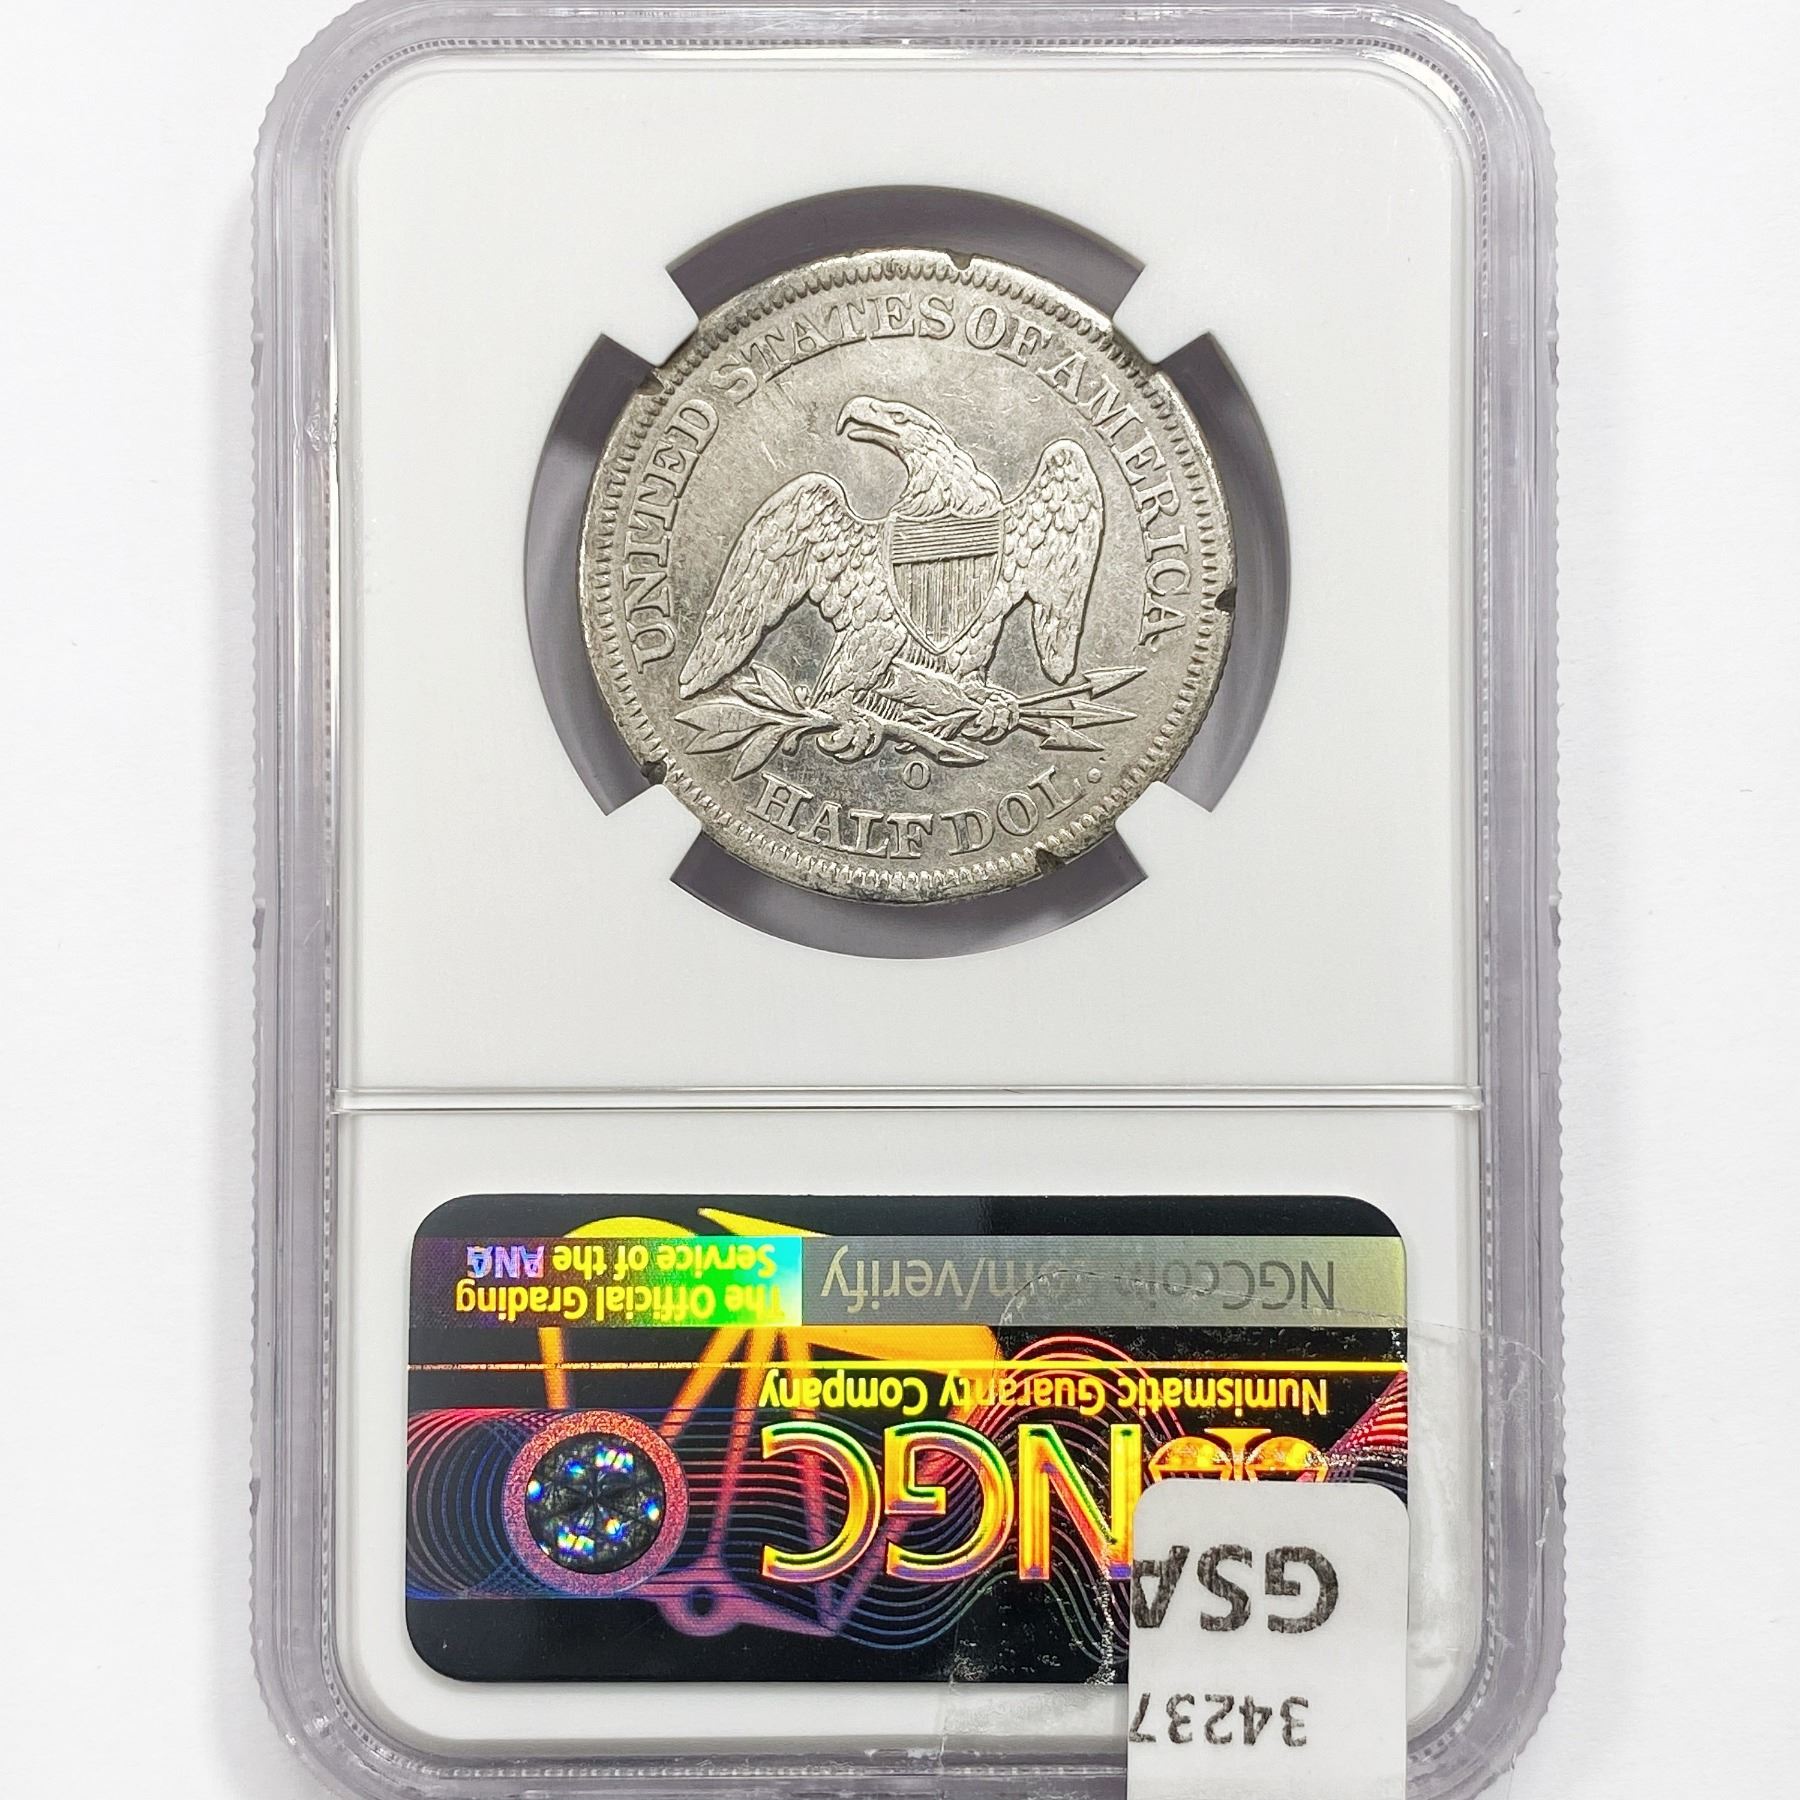 UNITED STATES OF AMERICA
O
HALF DOL.
NGCcoin.com/verify
The Official Grading
Service of the ANA
Numismatic Guaranty Company
NGC
GSA
34237